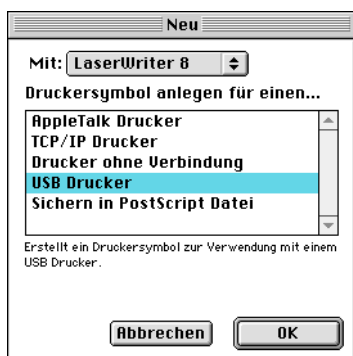 Neu
Mit: LaserWriter 8
Druckersymbol anlegen für einen...
AppleTalk Drucker
TCP/IP Drucker
Drucker ohne Verbindung
USB Drucker
Sichern in PostScript Datei
Erstellt ein Druckersymbol zur Verwendung mit einem
USB Drucker.
Abbrechen OK